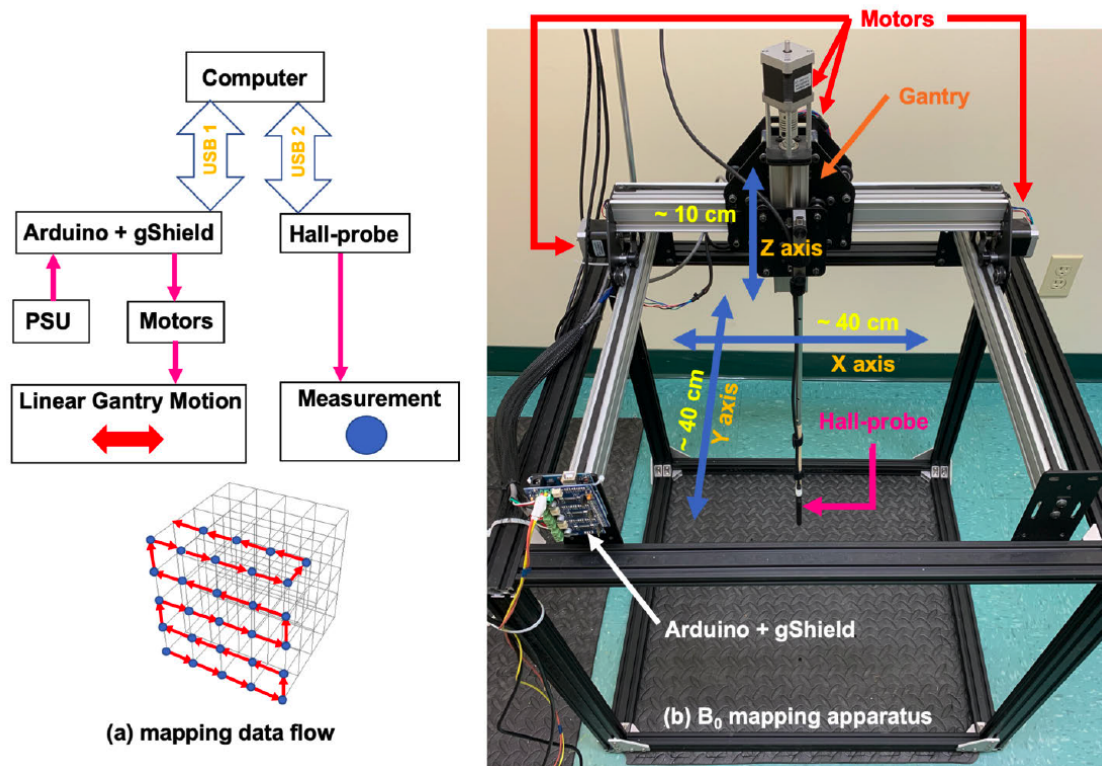 Computer
USB 1
USB 2
Arduino + gShield
Hall-probe
PSU
Motors
Linear Gantry Motion
Measurement
(a) mapping data flow
Motors
Gantry
~ 10 cm
Z axis
~ 40 cm
X axis
~ 40 cm
Y axis
Hall-probe
Arduino + gShield
(b) B₀ mapping apparatus